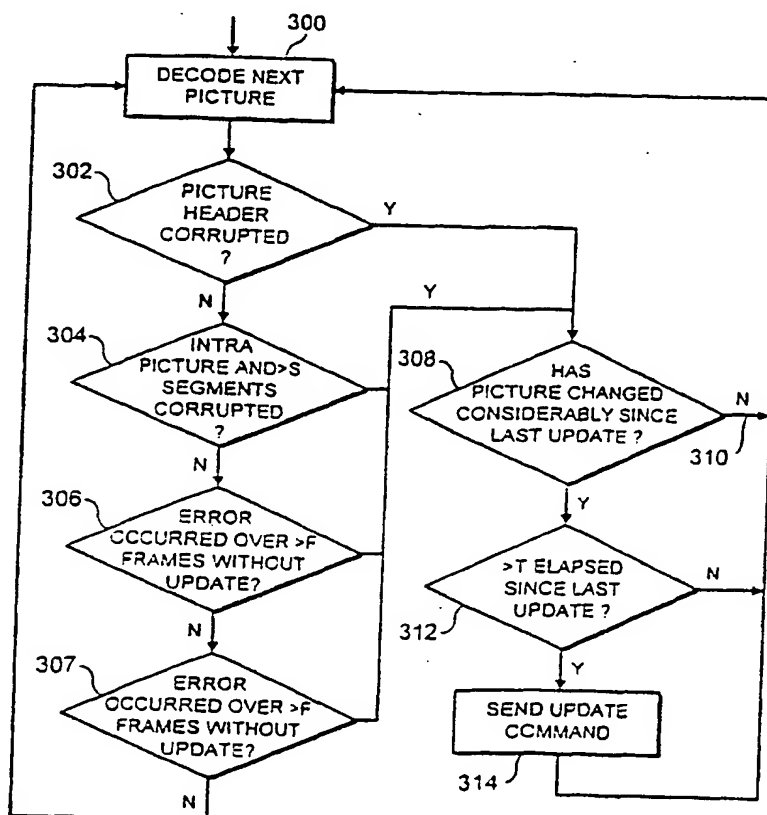 300
DECODE NEXT
PICTURE
302
PICTURE
HEADER
CORRUPTED
?
Y
N
Y
304
INTRA
PICTURE AND>S
SEGMENTS
CORRUPTED
?
308
HAS
PICTURE CHANGED
CONSIDERABLY SINCE
LAST UPDATE ?
N
310
N
Y
306
ERROR
OCCURRED OVER >F
FRAMES WITHOUT
UPDATE?
>T ELAPSED
SINCE LAST
UPDATE ?
N
312
N
Y
307
ERROR
OCCURRED OVER >F
FRAMES WITHOUT
UPDATE?
SEND UPDATE
COMMAND
314
N